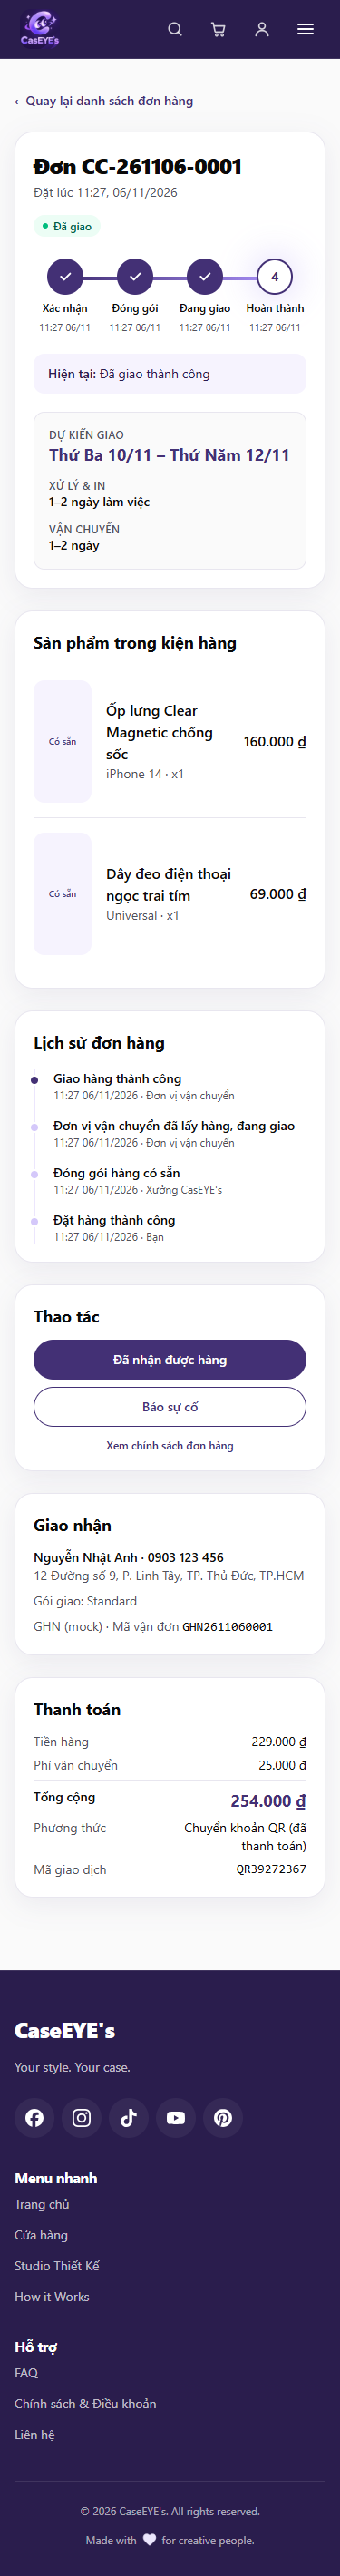 CasEYE's
‹ Quay lại danh sách đơn hàng
Đơn CC-261106-0001
Đặt lúc 11:27, 06/11/2026
Đã giao
4
Xác nhận Đóng gói Đang giao Hoàn thành
11:27 06/11 11:27 06/11 11:27 06/11 11:27 06/11
Hiện tại: Đã giao thành công
DỰ KIẾN GIAO
Thứ Ba 10/11 – Thứ Năm 12/11
XỬ LÝ & IN
1–2 ngày làm việc
VẬN CHUYỂN
1–2 ngày
Sản phẩm trong kiện hàng
Có sẵn
Ốp lưng Clear
Magnetic chống
sốc
iPhone 14 · x1
160.000 ₫
Có sẵn
Dây đeo điện thoại
ngọc trai tím
Universal · x1
69.000 ₫
Lịch sử đơn hàng
Giao hàng thành công
11:27 06/11/2026 · Đơn vị vận chuyển
Đơn vị vận chuyển đã lấy hàng, đang giao
11:27 06/11/2026 · Đơn vị vận chuyển
Đóng gói hàng có sẵn
11:27 06/11/2026 · Xưởng CasEYE's
Đặt hàng thành công
11:27 06/11/2026 · Bạn
Thao tác
Đã nhận được hàng
Báo sự cố
Xem chính sách đơn hàng
Giao nhận
Nguyễn Nhật Anh · 0903 123 456
12 Đường số 9, P. Linh Tây, TP. Thủ Đức, TP.HCM
Gói giao: Standard
GHN (mock) · Mã vận đơn GHN2611060001
Thanh toán
Tiền hàng 229.000 ₫
Phí vận chuyển 25.000 ₫
Tổng cộng 254.000 ₫
Phương thức Chuyển khoản QR (đã
thanh toán)
Mã giao dịch QR39272367
CaseEYE's
Your style. Your case.
Menu nhanh
Trang chủ
Cửa hàng
Studio Thiết Kế
How it Works
Hỗ trợ
FAQ
Chính sách & Điều khoản
Liên hệ
© 2026 CaseEYE's. All rights reserved.
Made with for creative people.